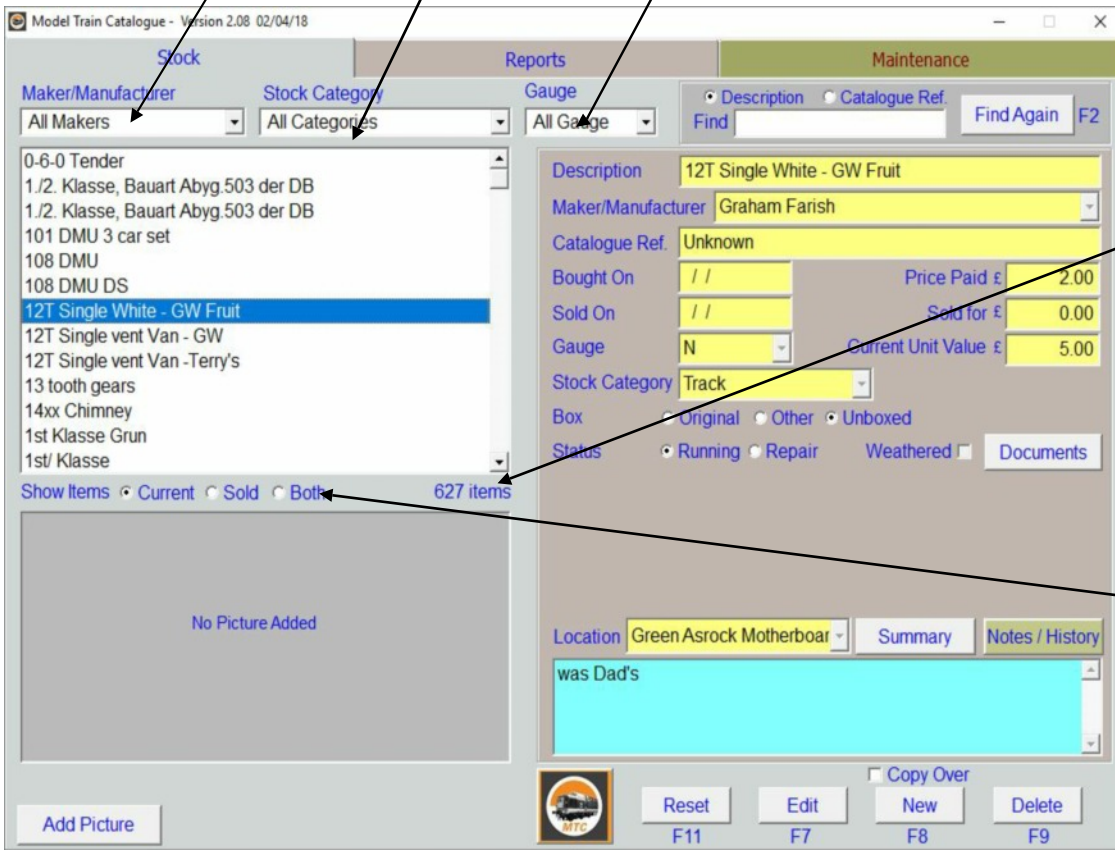 Model Train Catalogue - Version 2.08 02/04/18
Stock
Reports
Maintenance
Maker/Manufacturer
Stock Category
Gauge
All Makers
All Categories
All Gauge
Description
Catalogue Ref.
Find
Find Again
F2
0-6-0 Tender
1./2. Klasse, Bauart Abyg.503 der DB
1./2. Klasse, Bauart Abyg.503 der DB
101 DMU 3 car set
108 DMU
108 DMU DS
12T Single White - GW Fruit
12T Single vent Van - GW
12T Single vent Van -Terry's
13 tooth gears
14xx Chimney
1st Klasse Grun
1st/ Klasse
Show Items Current Sold Both
627 items
No Picture Added
Add Picture
Description 12T Single White - GW Fruit
Maker/Manufacturer Graham Farish
Catalogue Ref. Unknown
Bought On / / Price Paid £ 2.00
Sold On / / Sold for £ 0.00
Gauge N Current Unit Value £ 5.00
Stock Category Track
Box Original Other Unboxed
Status Running Repair Weathered Documents
Location Green Asrock Motherboar Summary Notes / History
was Dad's
Copy Over
MTC
Reset Edit New Delete
F11 F7 F8 F9